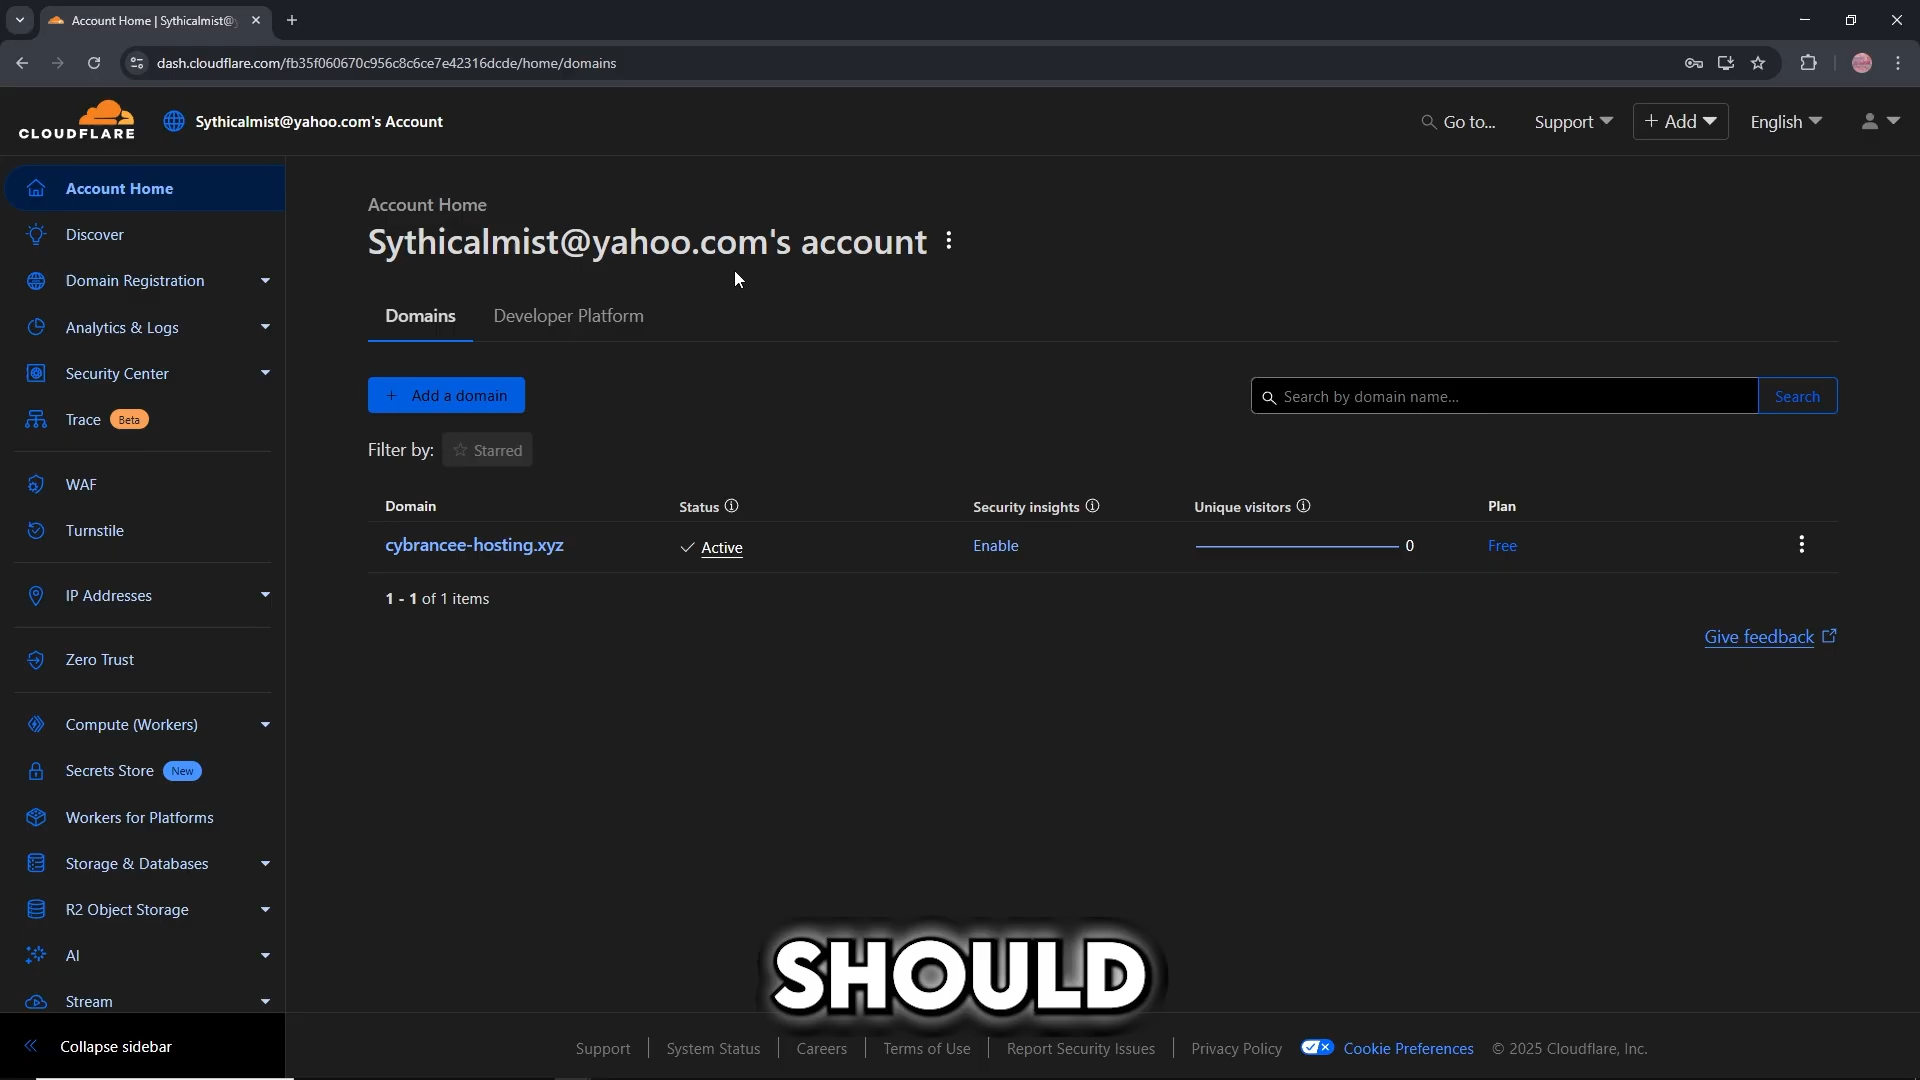 Account Home | Sythicalmist@
dash.cloudflare.com/fb35f060670c956c8c6ce7e42316dcde/home/domains
CLOUDFLARE
Sythicalmist@yahoo.com's Account
Go to...
Support
+ Add
English
Account Home
Discover
Domain Registration
Analytics & Logs
Security Center
Trace Beta
WAF
Turnstile
IP Addresses
Zero Trust
Compute (Workers)
Secrets Store New
Workers for Platforms
Storage & Databases
R2 Object Storage
AI
Stream
Collapse sidebar
Account Home
Sythicalmist@yahoo.com's account
Domains Developer Platform
+ Add a domain
Search by domain name...
Search
Filter by: Starred
Domain Status Security insights Unique visitors Plan
cybrancee-hosting.xyz Active Enable 0 Free
1 - 1 of 1 items
Give feedback
SHOULD
Support System Status Careers Terms of Use Report Security Issues Privacy Policy Cookie Preferences © 2025 Cloudflare, Inc.